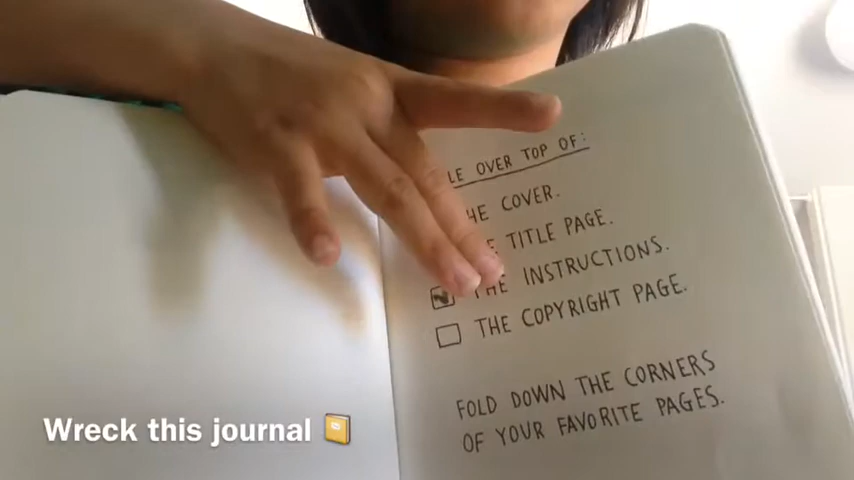 LE OVER TOP OF:
HE COVER.
E TITLE PAGE.
THE INSTRUCTIONS.
THE COPYRIGHT PAGE.
FOLD DOWN THE CORNERS
OF YOUR FAVORITE PAGES.
Wreck this journal